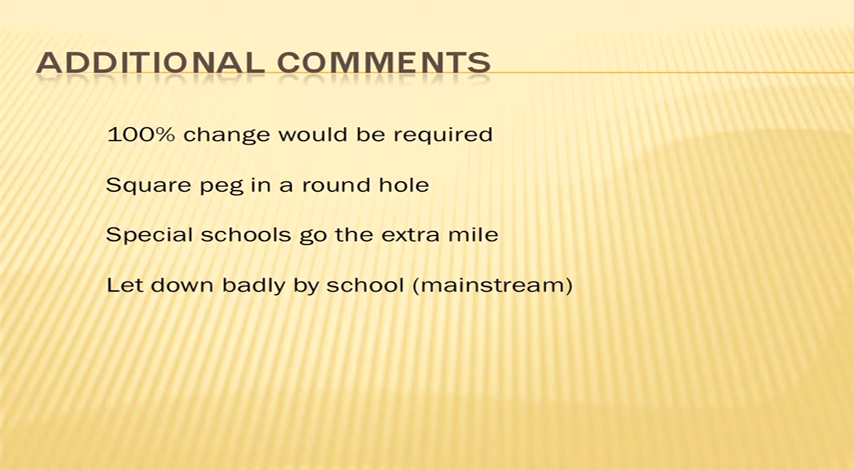 ADDITIONAL COMMENTS
100% change would be required
Square peg in a round hole
Special schools go the extra mile
Let down badly by school (mainstream)